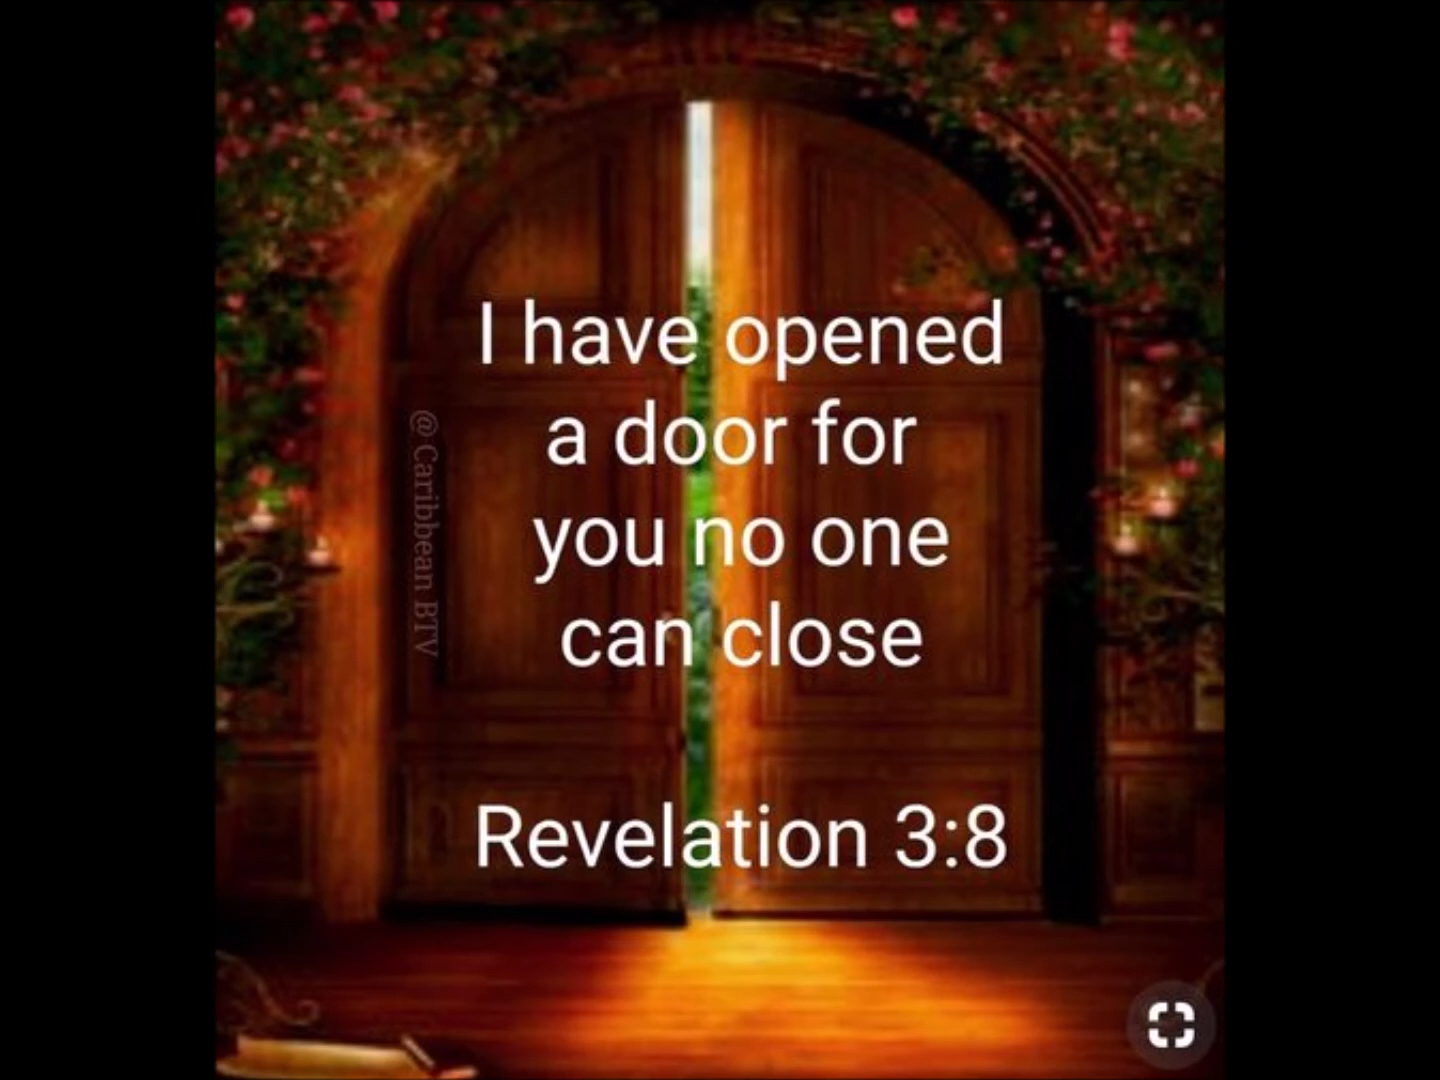 I have opened
a door for
you no one
can close
Revelation 3:8
@ Caribbean BTV